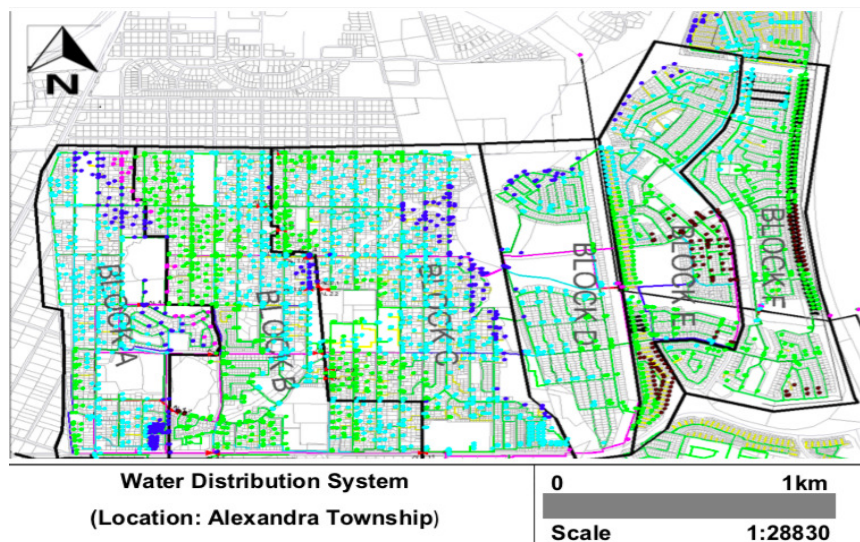 N
BLOCK A
BLOCK B
BLOCK C
BLOCK D
BLOCK E
BLOCK F
Water Distribution System
(Location: Alexandra Township)
0 1km
Scale 1:28830